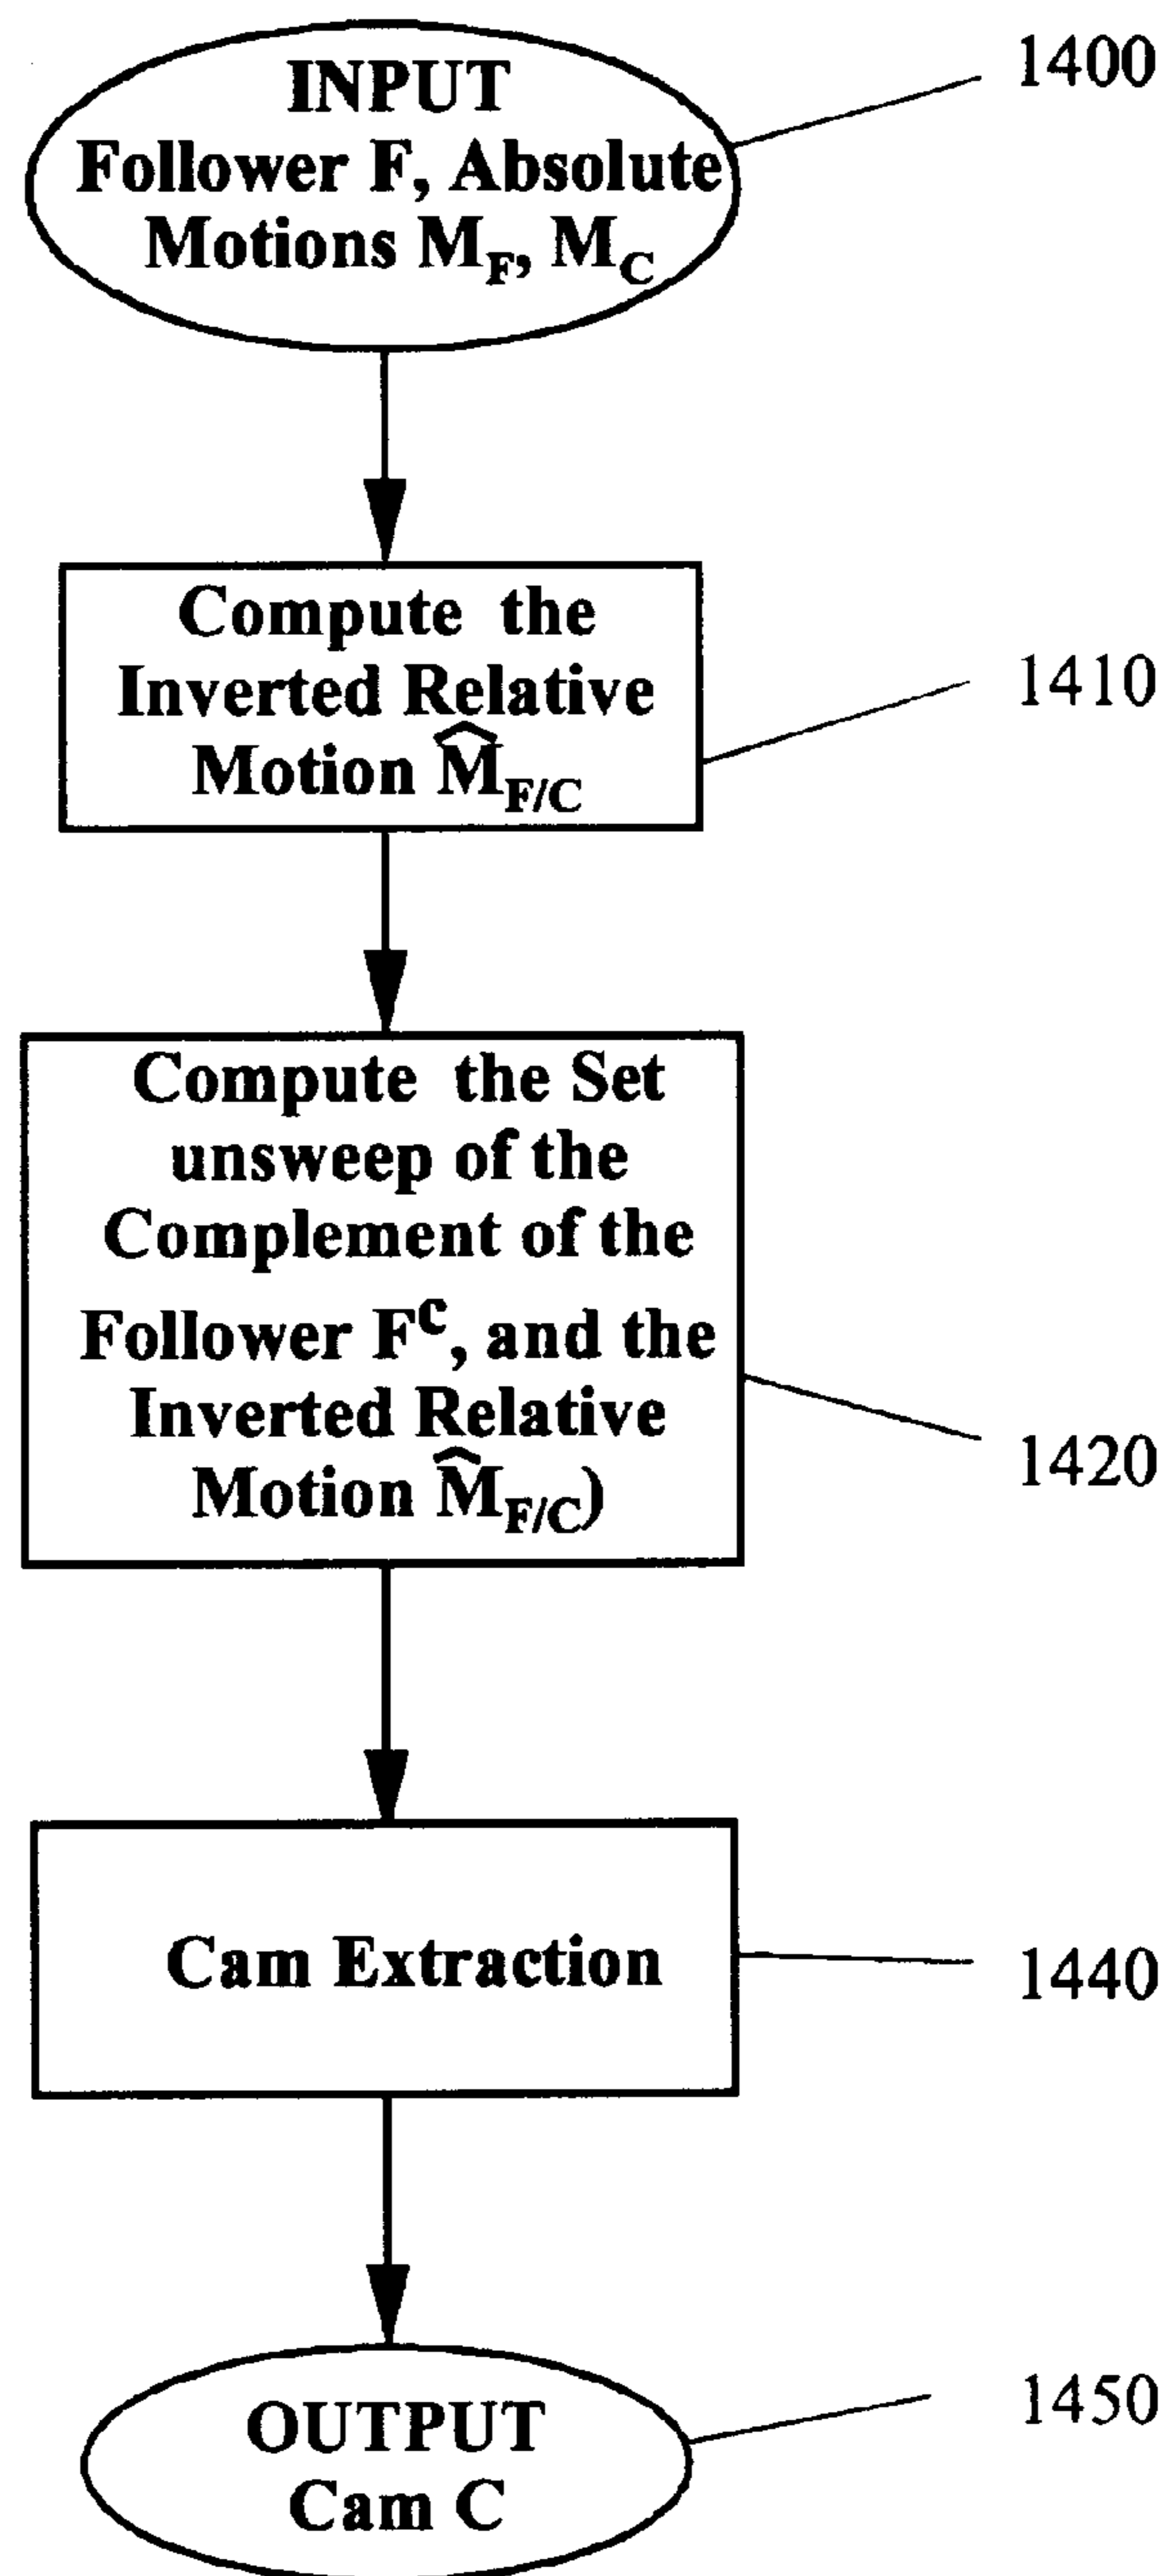 INPUT
Follower F, Absolute
Motions M_F, M_C
1400
Compute the
Inverted Relative
Motion M̂_F/C
1410
Compute the Set
unsweep of the
Complement of the
Follower F^c, and the
Inverted Relative
Motion M̂_F/C)
1420
Cam Extraction
1440
OUTPUT
Cam C
1450